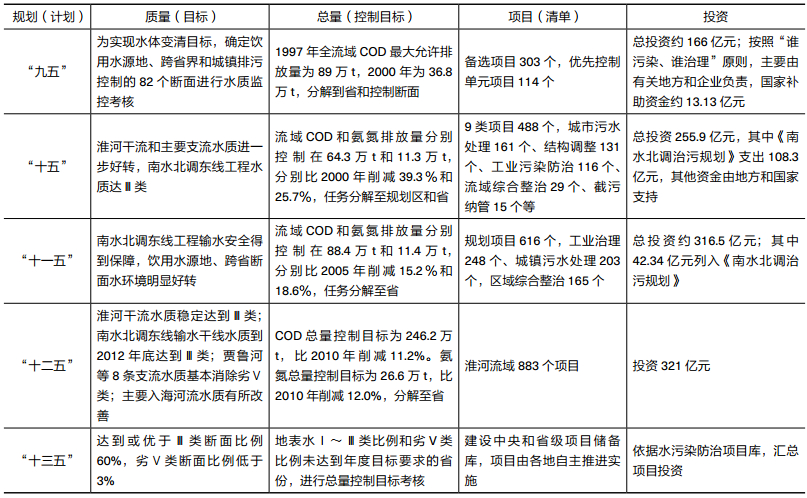 规划（计划）
质量（目标）
总量（控制目标）
项目（清单）
投资
“九五”
为实现水体变清目标，确定饮
用水源地、跨省界和城镇排污
控制的 82 个断面进行水质监
控考核
1997 年全流域 COD 最大允许排
放量为 89 万 t，2000 年为 36.8
万 t，分解到省和控制断面
备选项目 303 个，优先控制
单元项目 114 个
总投资约 166 亿元；按照“谁
污染、谁治理”原则，主要由
有关地方和企业负责，国家补
助资金约 13.13 亿元
“十五”
淮河干流和主要支流水质进一
步好转，南水北调东线工程水
质达 Ⅲ 类
流域 COD 和氨氮排放量分别
控制在 64.3 万 t 和 11.3 万 t，
分别比 2000 年削减 39.3％和
25.7%，任务分解至规划区和省
9 类项目 488 个，城市污水
处理 161 个、结构调整 131
个、工业污染防治 116 个、
流域综合整治 29 个、截污
纳管 15 个等
总投资 255.9 亿元，其中《南
水北调治污规划》支出 108.3
亿元，其他资金由地方和国家
支持
“十一五”
南水北调东线工程输水安全得
到保障，饮用水源地、跨省断
面水环境明显好转
流域 COD 和氨氮排放量分别
控制在 88.4 万 t 和 11.4 万 t，
分别比 2005 年削减 15.2％和
18.6%，任务分解至省
规划项目 616 个，工业治理
248 个、城镇污水处理 203
个，区域综合整治 165 个
总投资约 316.5 亿元；其中
42.34 亿元列入《南水北调治
污规划》
“十二五”
淮河干流水质稳定达到 Ⅲ 类；
南水北调东线输水干线水质到
2012 年底达到 Ⅲ 类；贾鲁河
等 8 条支流水质基本消除劣Ⅴ
类；主要入海河流水质有所改
善
COD 总量控制目标为 246.2 万
t，比 2010 年削减 11.2%。氨
氮总量控制目标为 26.6 万 t，比
2010 年削减 12.0%，分解至省
淮河流域 883 个项目
投资 321 亿元
“十三五”
达到或优于 Ⅲ 类断面比例
60%，劣Ⅴ类断面比例低于
3%
地表水Ⅰ～Ⅲ类比例和劣Ⅴ类
比例未达到年度目标要求的省
份，进行总量控制目标考核
建设中央和省级项目储备
库，项目由各地自主推进实
施
依据水污染防治项目库，汇总
项目投资